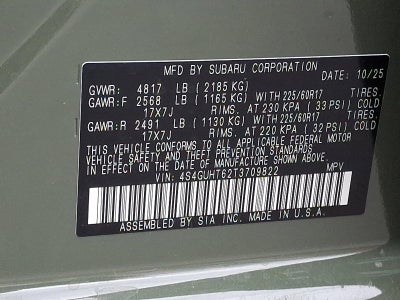 MFD BY SUBARU CORPORATION DATE: 10/25
GVWR: 4817 LB (2185 KG)
GAWR:F 2568 LB (1165 KG) WITH 225/60R17 TIRES.
17X7J RIMS. AT 230 KPA (33 PSI) COLD
GAWR:R 2491 LB (1130 KG) WITH 225/60R17 TIRES.
17X7J RIMS. AT 220 KPA (32 PSI) COLD
THIS VEHICLE CONFORMS TO ALL APPLICABLE FEDERAL MOTOR
VEHICLE SAFETY AND THEFT PREVENTION STANDARDS
IN EFFECT ON THE DATE OF MANUFACTURE SHOWN ABOVE.
VIN: 4S4GUHT62T3709822 MPV
ASSEMBLED BY SIA INC. MADE IN U.S.A.